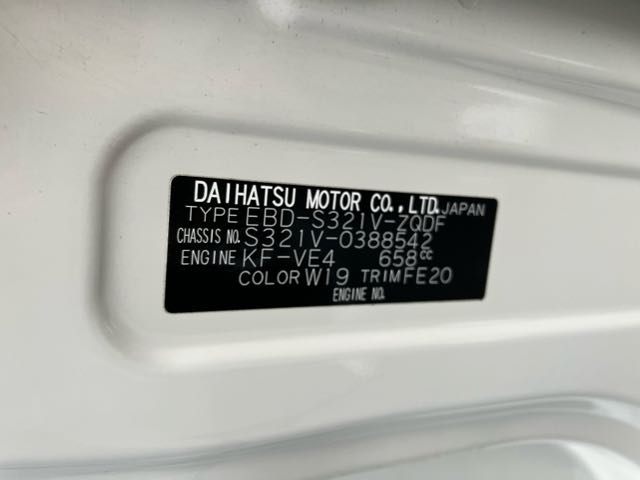 DAIHATSU MOTOR CO., LTD. JAPAN
TYPE EBD-S321V-ZQDF
CHASSIS NO. S321V-0388542
ENGINE KF-VE4 658cc
COLOR W19 TRIM FE20
ENGINE NO.